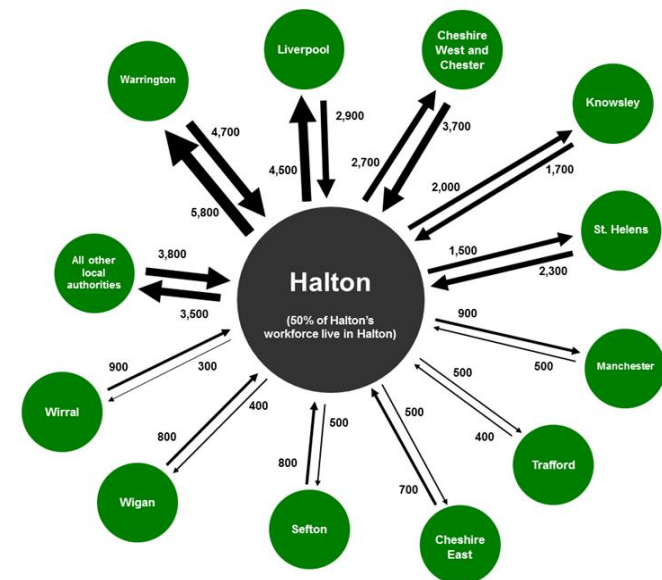 Liverpool
Cheshire
West and
Chester
Warrington
Knowsley
4,700
2,900
3,700
4,500
2,700
2,000
1,700
5,800
St. Helens
1,500
2,300
All other
local
authorities
3,800
3,500
Halton
(50% of Halton's
workforce live in Halton)
900
500
Manchester
900
300
Wirral
500
400
Trafford
800
400
Wigan
800
500
Sefton
500
700
Cheshire
East